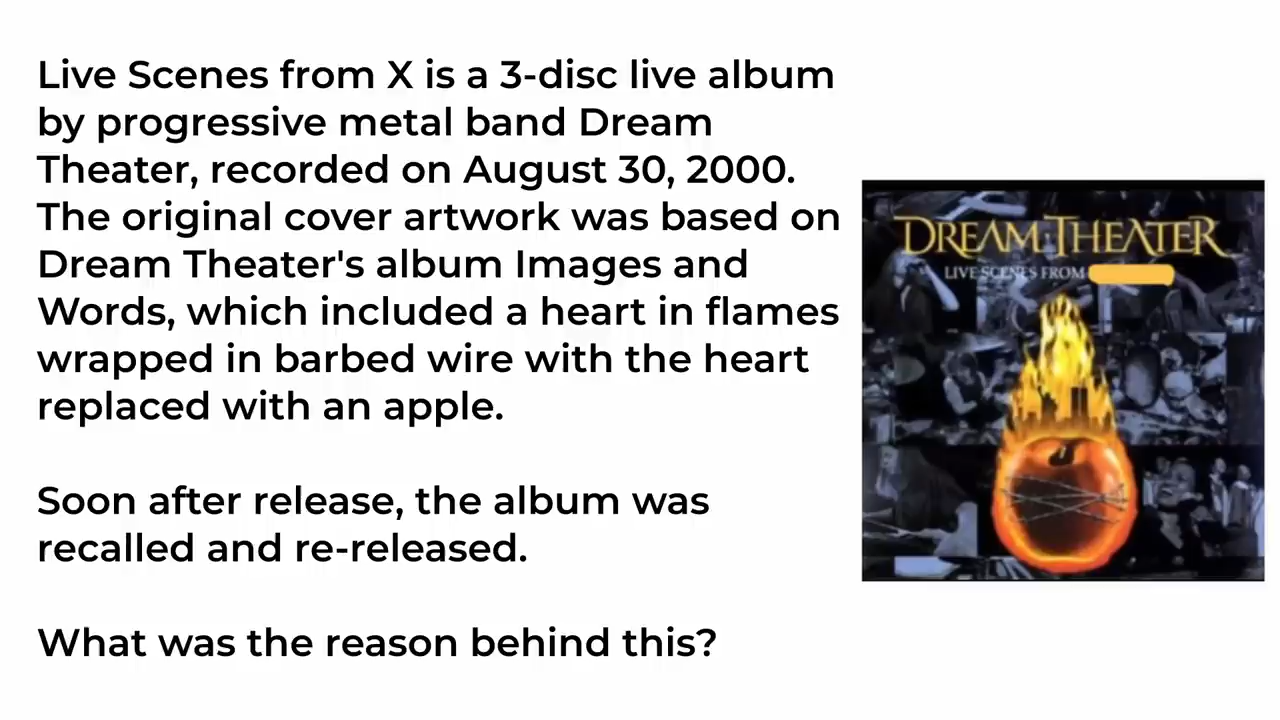 Live Scenes from X is a 3-disc live album
by progressive metal band Dream
Theater, recorded on August 30, 2000.
The original cover artwork was based on
Dream Theater's album Images and
Words, which included a heart in flames
wrapped in barbed wire with the heart
replaced with an apple.
Soon after release, the album was
recalled and re-released.
What was the reason behind this?
DREAM THEATER
LIVE SCENES FROM